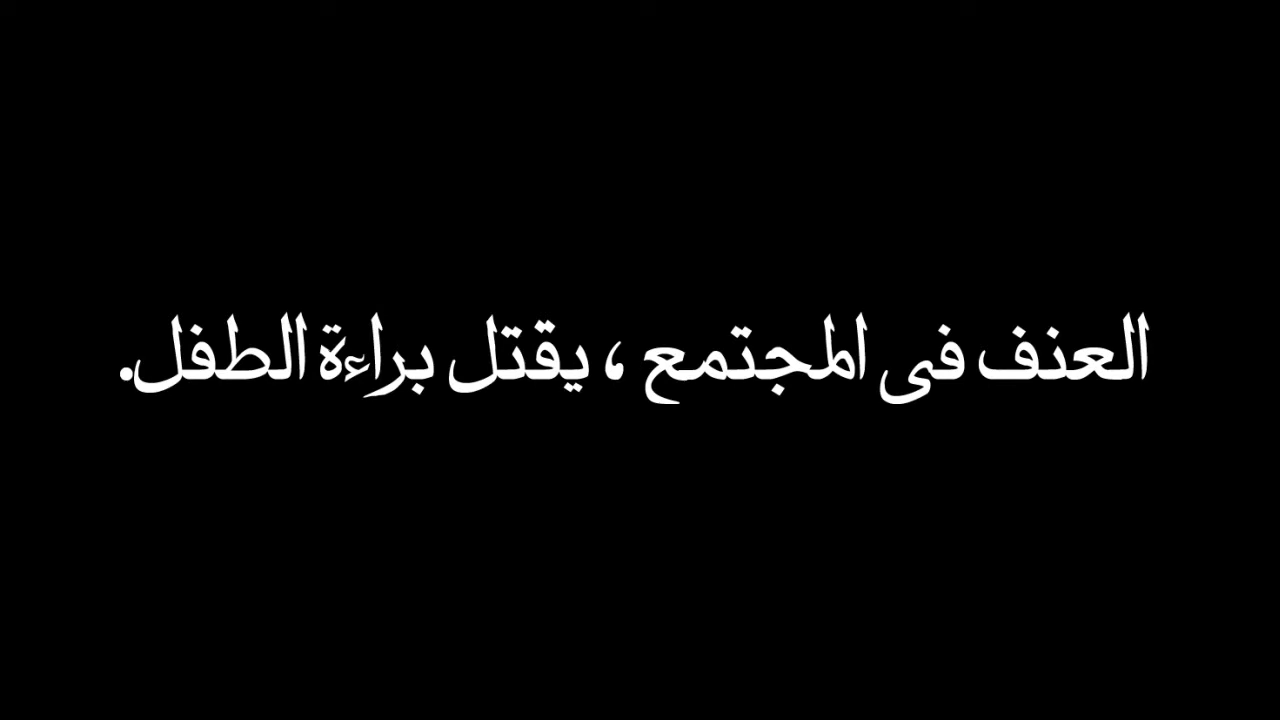 العنف فى المجتمع ، يقتل براءة الطفل.